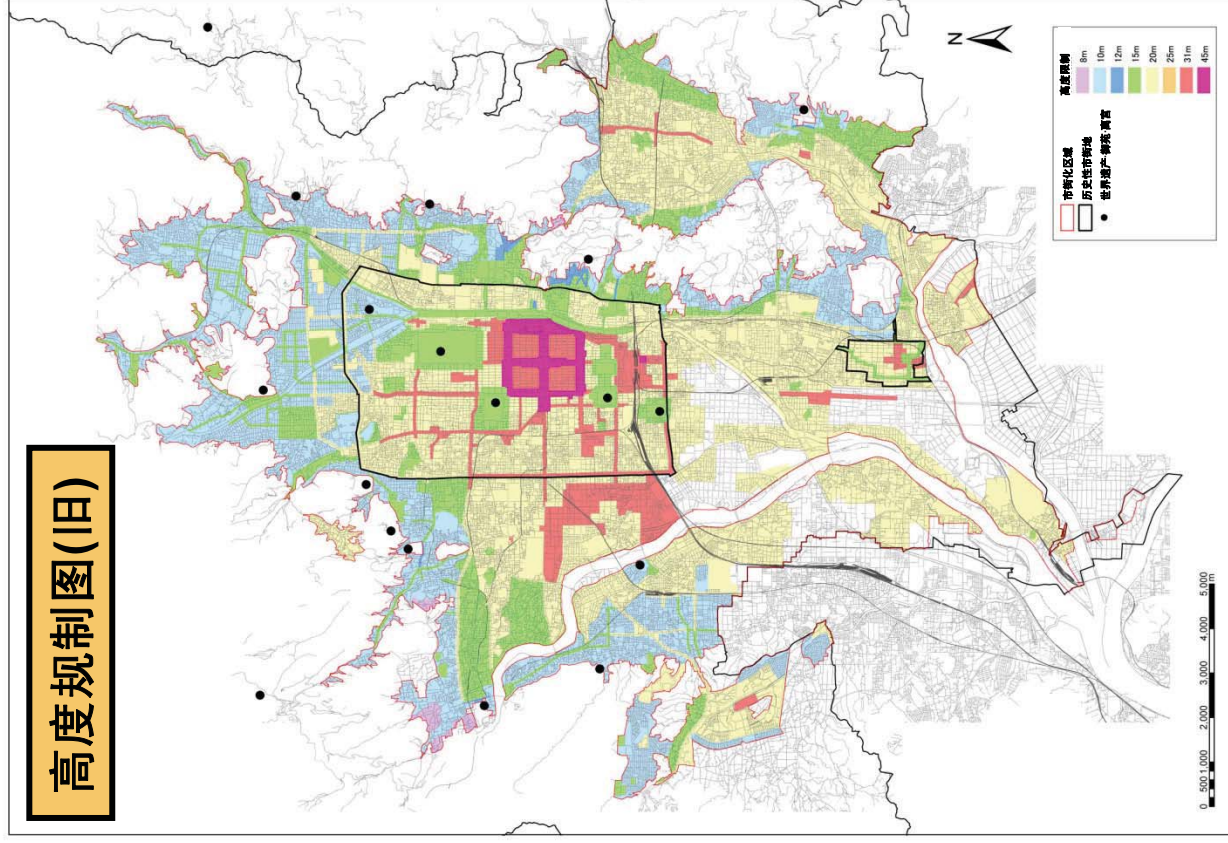 高度规制图(旧)
N
市街化区域
历史性市街地
世界遗产·御苑·离宫
高度限制
8m
10m
12m
15m
20m
25m
31m
45m
0 500 1,000 2,000 3,000 4,000 5,000 m